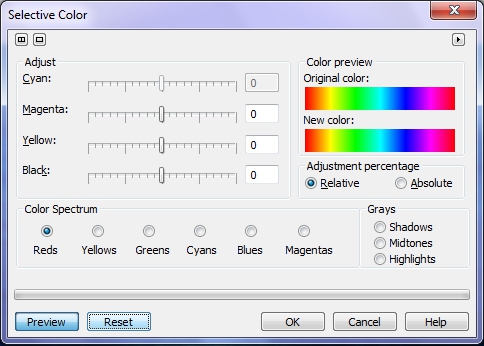 Selective Color
Adjust
Cyan: 0
Magenta: 0
Yellow: 0
Black: 0
Color preview
Original color:
New color:
Adjustment percentage
Relative Absolute
Color Spectrum
Reds Yellows Greens Cyans Blues Magentas
Grays
Shadows
Midtones
Highlights
Preview Reset OK Cancel Help